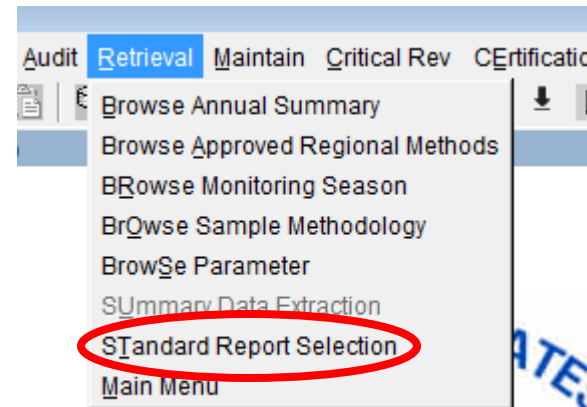 Audit Retrieval Maintain Critical Rev CErtificatio
Browse Annual Summary
Browse Approved Regional Methods
BRowse Monitoring Season
BrOwse Sample Methodology
BrowSe Parameter
SUmmary Data Extraction
STandard Report Selection
Main Menu
ATES